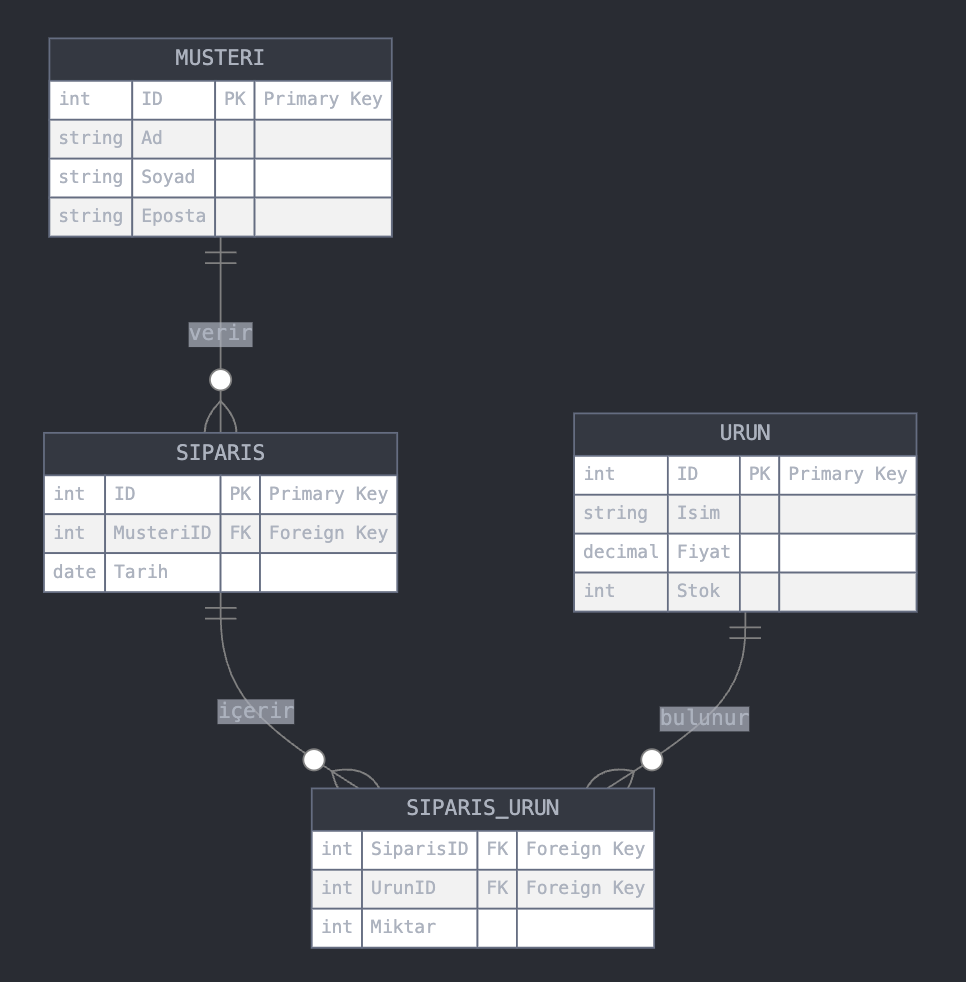 MUSTERI
int ID PK Primary Key
string Ad
string Soyad
string Eposta
verir
SIPARIS
int ID PK Primary Key
int MusteriID FK Foreign Key
date Tarih
URUN
int ID PK Primary Key
string Isim
decimal Fiyat
int Stok
içerir
bulunur
SIPARIS_URUN
int SiparisID FK Foreign Key
int UrunID FK Foreign Key
int Miktar